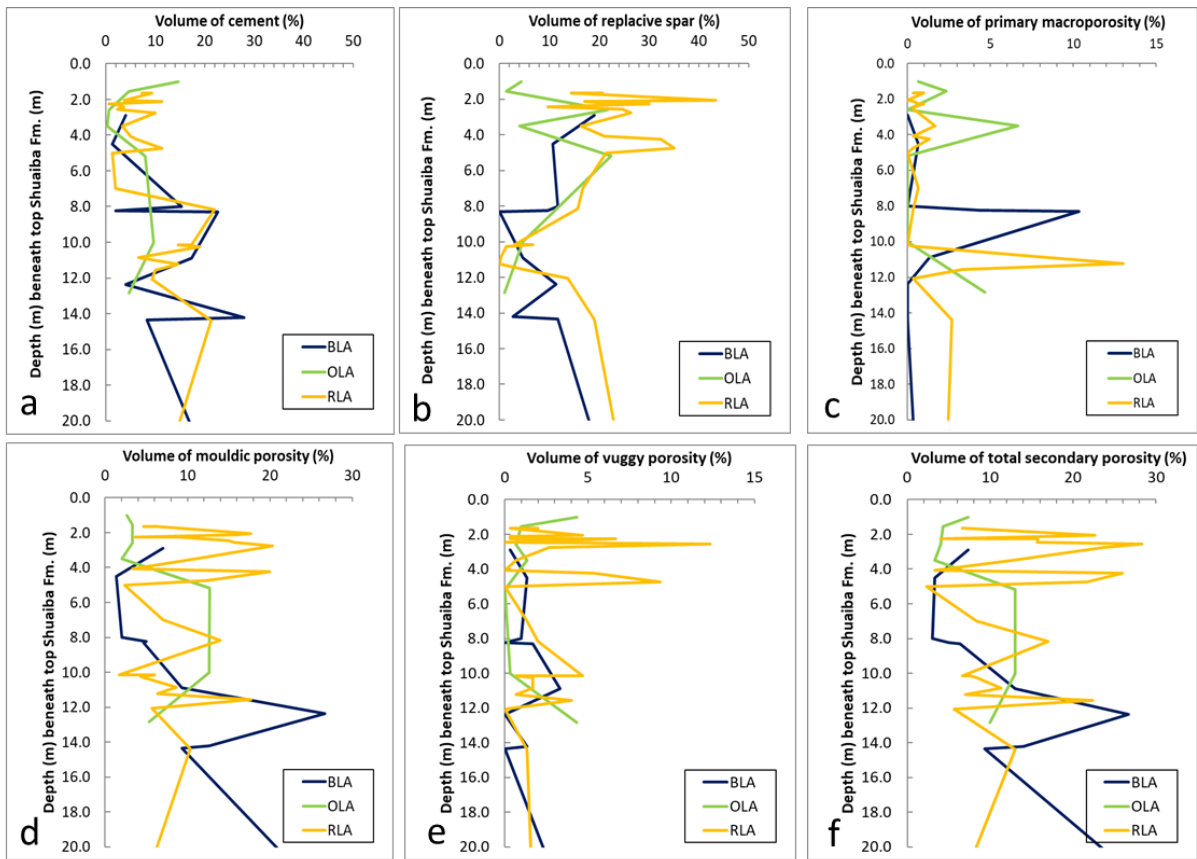 Volume of cement (%)
0 10 20 30 40 50
0.0
2.0
4.0
6.0
8.0
10.0
12.0
14.0
16.0
18.0
20.0
Depth (m) beneath top Shuaiba Fm. (m)
BLA
OLA
RLA
a
Volume of replacive spar (%)
0 10 20 30 40 50
0.0
2.0
4.0
6.0
8.0
10.0
12.0
14.0
16.0
18.0
20.0
Depth (m) beneath top Shuaiba Fm. (m)
BLA
OLA
RLA
b
Volume of primary macroporosity (%)
0 5 10 15
0.0
2.0
4.0
6.0
8.0
10.0
12.0
14.0
16.0
18.0
20.0
Depth (m) beneath top Shuaiba Fm. (m)
BLA
OLA
RLA
c
Volume of mouldic porosity (%)
0 10 20 30
0.0
2.0
4.0
6.0
8.0
10.0
12.0
14.0
16.0
18.0
20.0
Depth (m) beneath top Shuaiba Fm. (m)
BLA
OLA
RLA
d
Volume of vuggy porosity (%)
0 5 10 15
0.0
2.0
4.0
6.0
8.0
10.0
12.0
14.0
16.0
18.0
20.0
Depth (m) beneath top Shuaiba Fm. (m)
BLA
OLA
RLA
e
Volume of total secondary porosity (%)
0 10 20 30
0.0
2.0
4.0
6.0
8.0
10.0
12.0
14.0
16.0
18.0
20.0
Depth (m) beneath top Shuaiba Fm. (m)
BLA
OLA
RLA
f